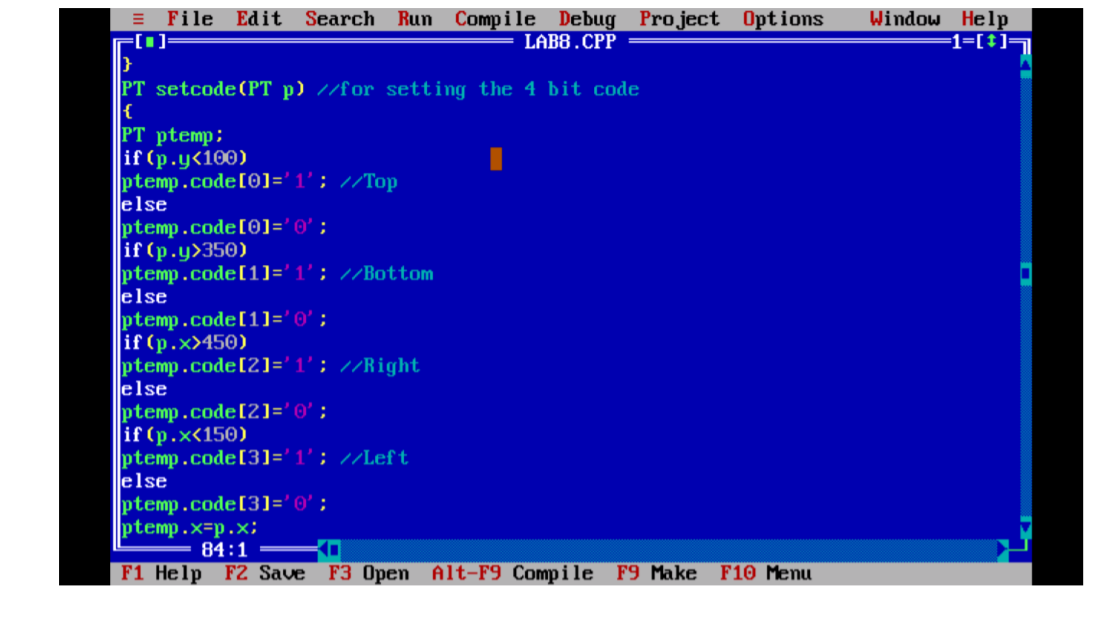 ≡ File Edit Search Run Compile Debug Project Options Window Help
[■] LAB8.CPP 1=[↕]
}
PT setcode(PT p) //for setting the 4 bit code
{
PT ptemp;
if(p.y<100)
ptemp.code[0]='1'; //Top
else
ptemp.code[0]='0';
if(p.y>350)
ptemp.code[1]='1'; //Bottom
else
ptemp.code[1]='0';
if(p.x>450)
ptemp.code[2]='1'; //Right
else
ptemp.code[2]='0';
if(p.x<150)
ptemp.code[3]='1'; //Left
else
ptemp.code[3]='0';
ptemp.x=p.x;
84:1
F1 Help F2 Save F3 Open Alt-F9 Compile F9 Make F10 Menu